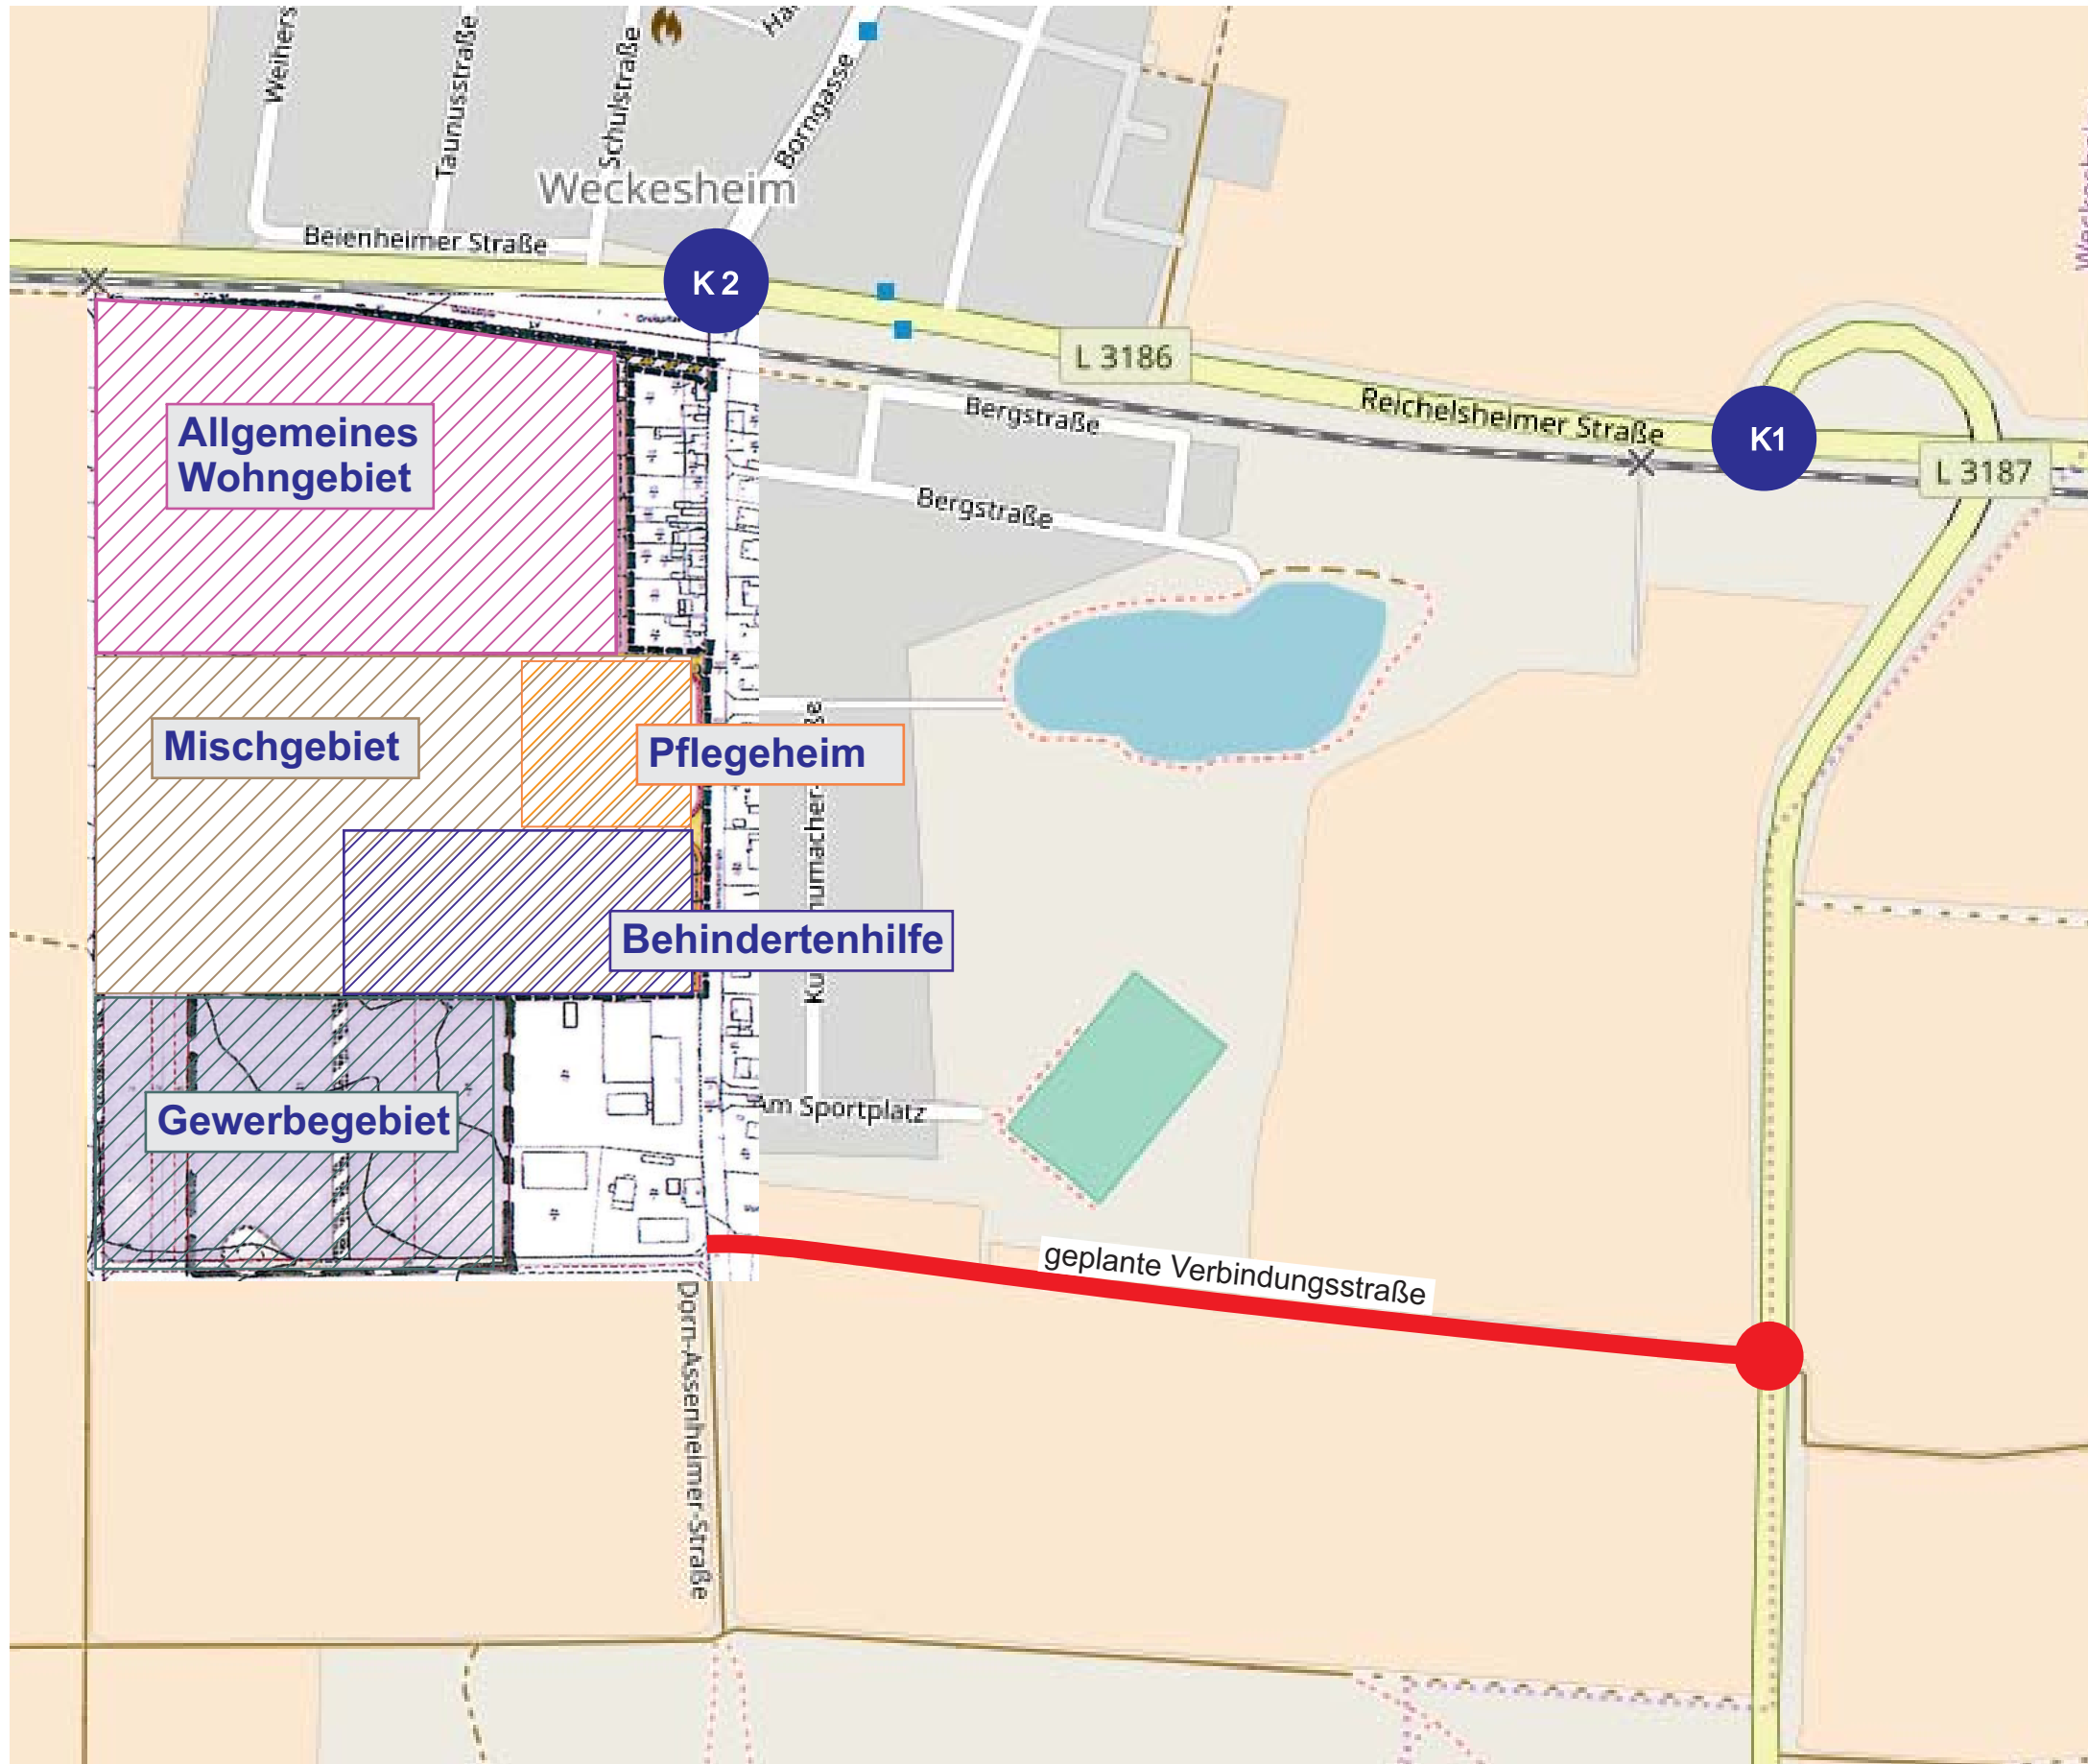 Weihers
Taunusstraße
Schulstraße
Borngasse
Weckesheim
Beienheimer Straße
K 2
L 3186
Reichelsheimer Straße
K1
L 3187
Bergstraße
Bergstraße
Allgemeines
Wohngebiet
Mischgebiet
Pflegeheim
Behindertenhilfe
Gewerbegebiet
Am Sportplatz
geplante Verbindungsstraße
Dorn-Assenheimer-Straße